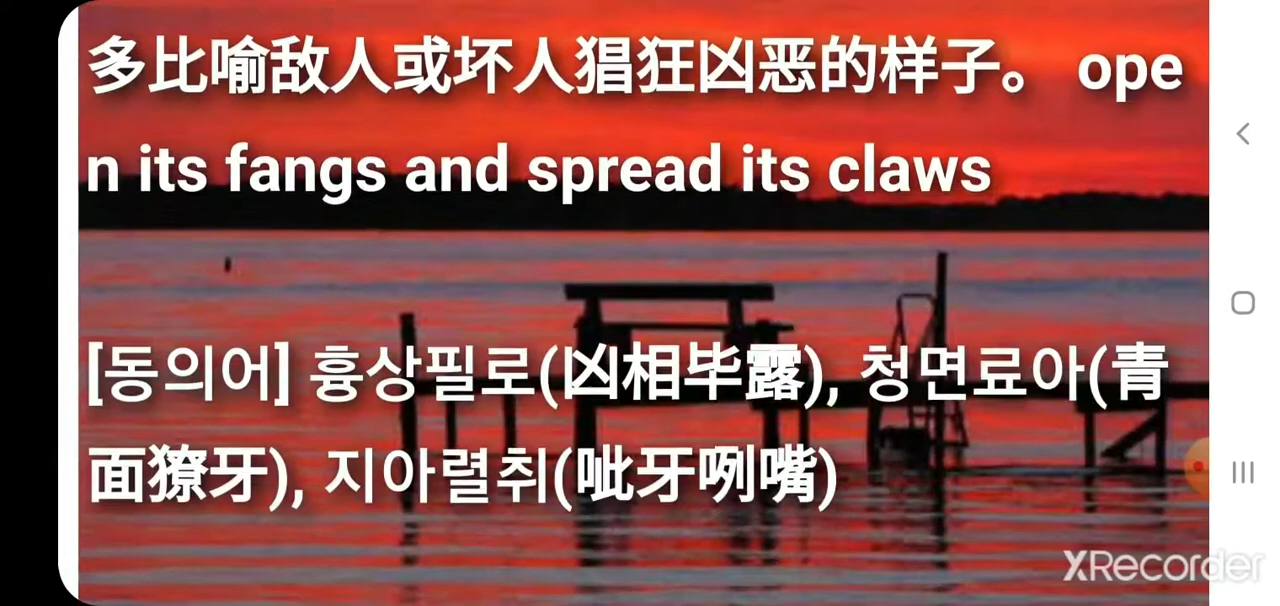 多比喻敌人或坏人猖狂凶恶的样子。 ope
n its fangs and spread its claws
[동의어] 흉상필로(凶相毕露), 청면료아(青
面獠牙), 지아렬취(呲牙咧嘴)
XRecorder